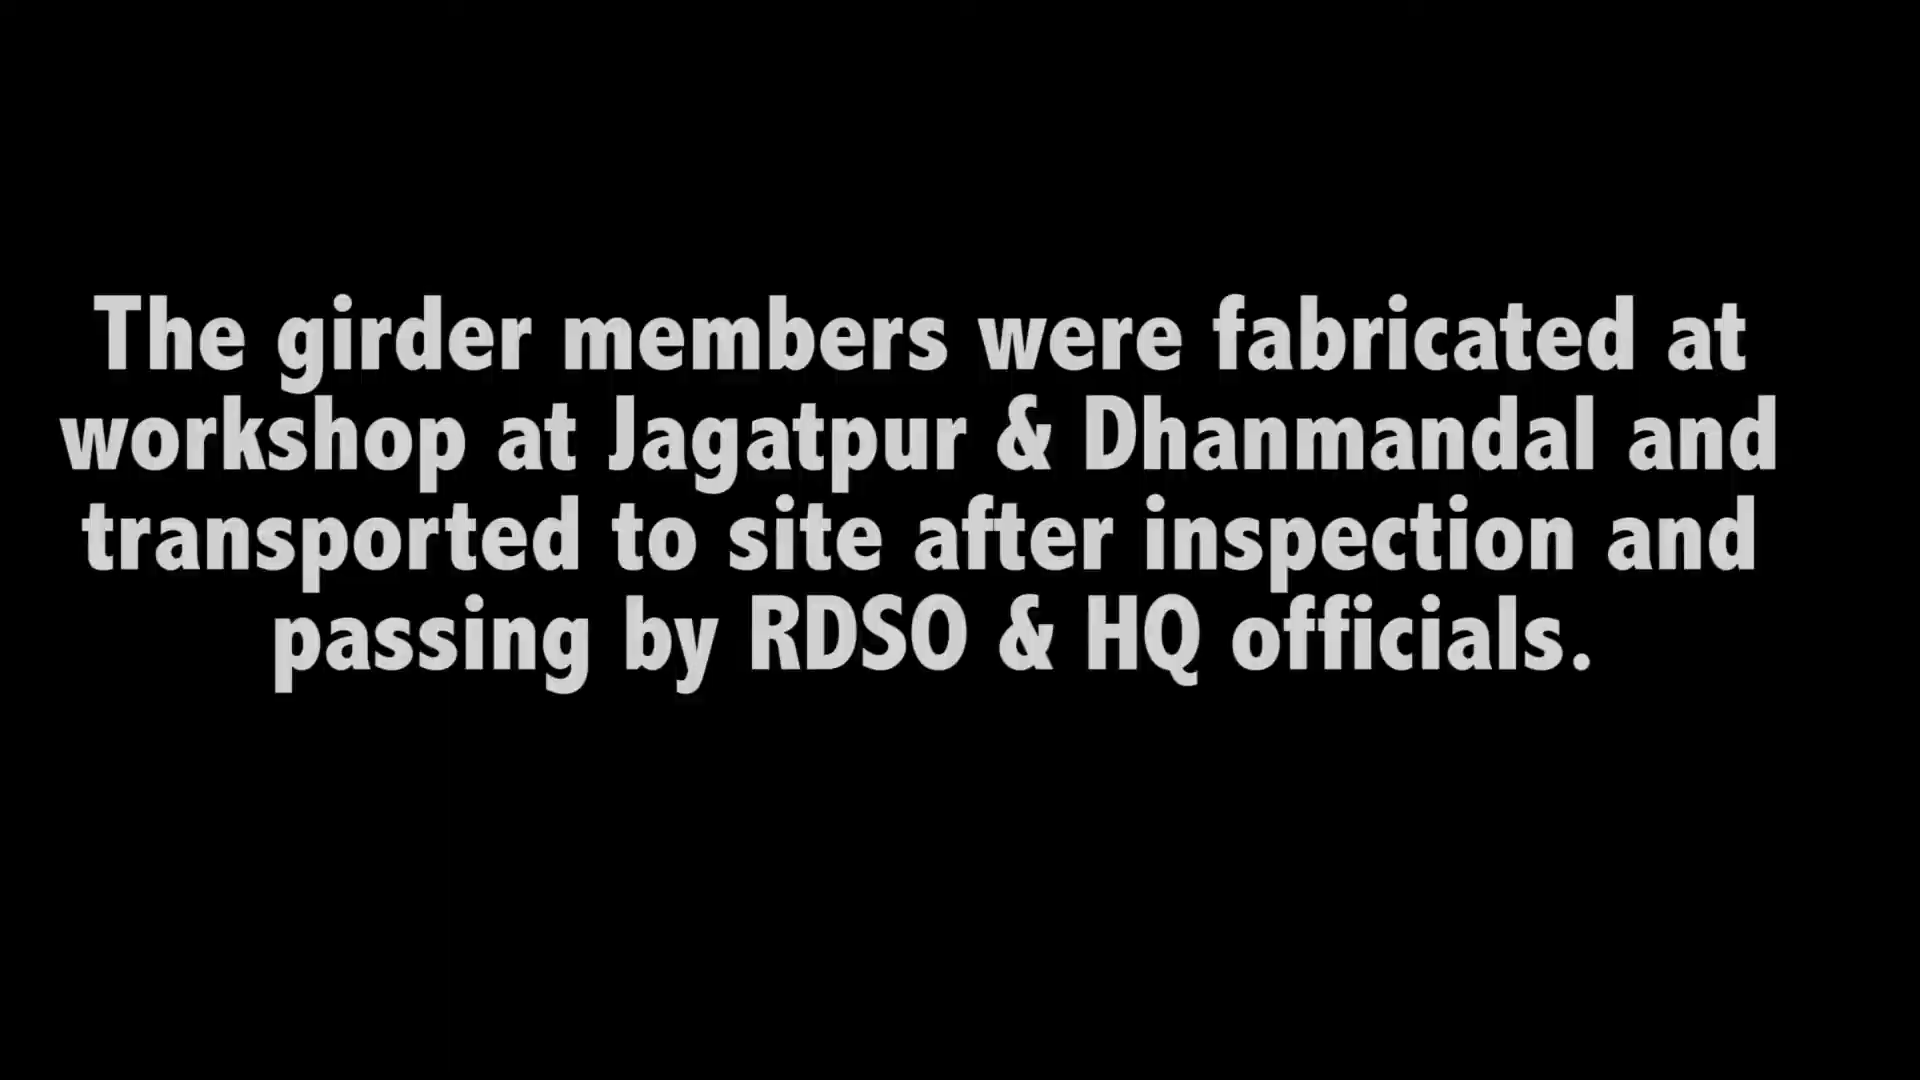 The girder members were fabricated at
workshop at Jagatpur & Dhanmandal and
transported to site after inspection and
passing by RDSO & HQ officials.